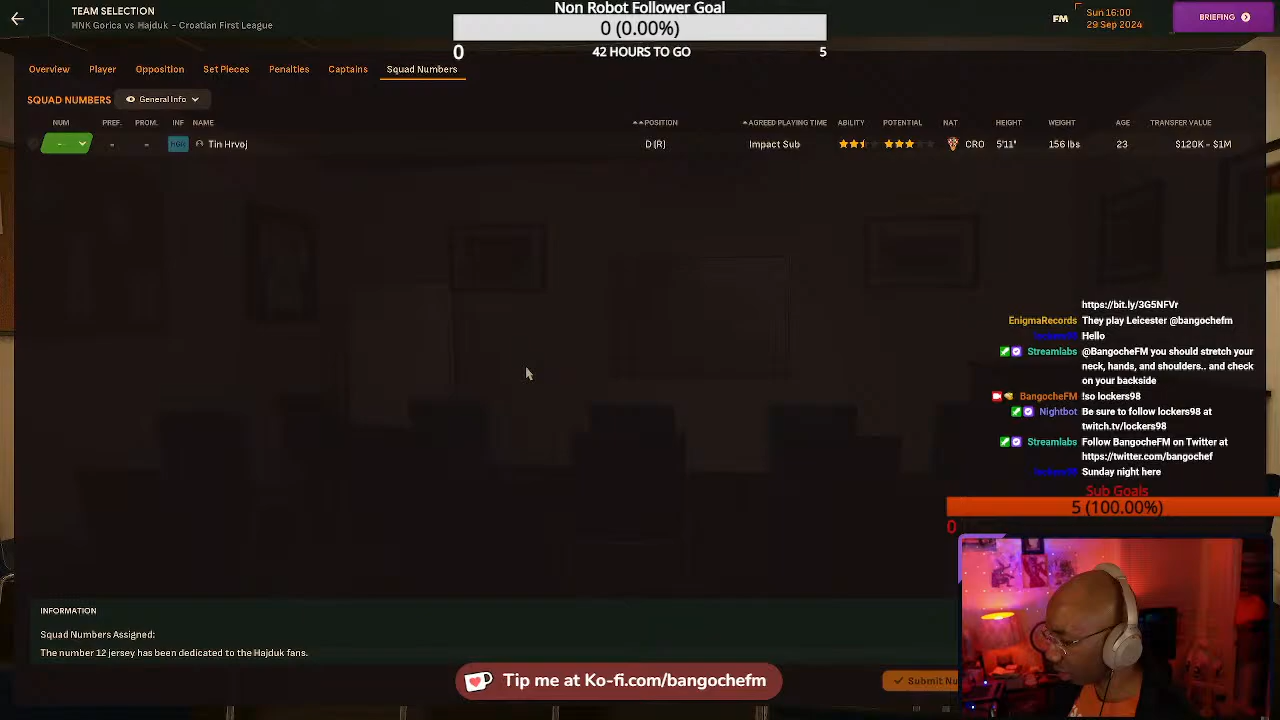 TEAM SELECTION
HNK Gorica vs Hajduk - Croatian First League
Non Robot Follower Goal
0 (0.00%)
0
42 HOURS TO GO
5
FM
Sun 16:00
29 Sep 2024
BRIEFING
Overview
Player
Opposition
Set Pieces
Penalties
Captains
Squad Numbers
SQUAD NUMBERS
General Info
NUM PREF. PROM. INF NAME POSITION AGREED PLAYING TIME ABILITY POTENTIAL NAT HEIGHT WEIGHT AGE TRANSFER VALUE
- - - Tin Hrvoj D (R) Impact Sub CRO 5'11" 156 lbs 23 $120K - $1M
https://bit.ly/3G5NFVr
EnigmaRecords They play Leicester @bangochefm
lockers98 Hello
Streamlabs @BangocheFM you should stretch your
neck, hands, and shoulders.. and check
on your backside
BangocheFM !so lockers98
Nightbot Be sure to follow lockers98 at
twitch.tv/lockers98
Streamlabs Follow BangocheFM on Twitter at
https://twitter.com/bangochef
lockers98 Sunday night here
Sub Goals
5 (100.00%)
0
INFORMATION
Squad Numbers Assigned:
The number 12 jersey has been dedicated to the Hajduk fans.
Tip me at Ko-fi.com/bangochefm
Submit